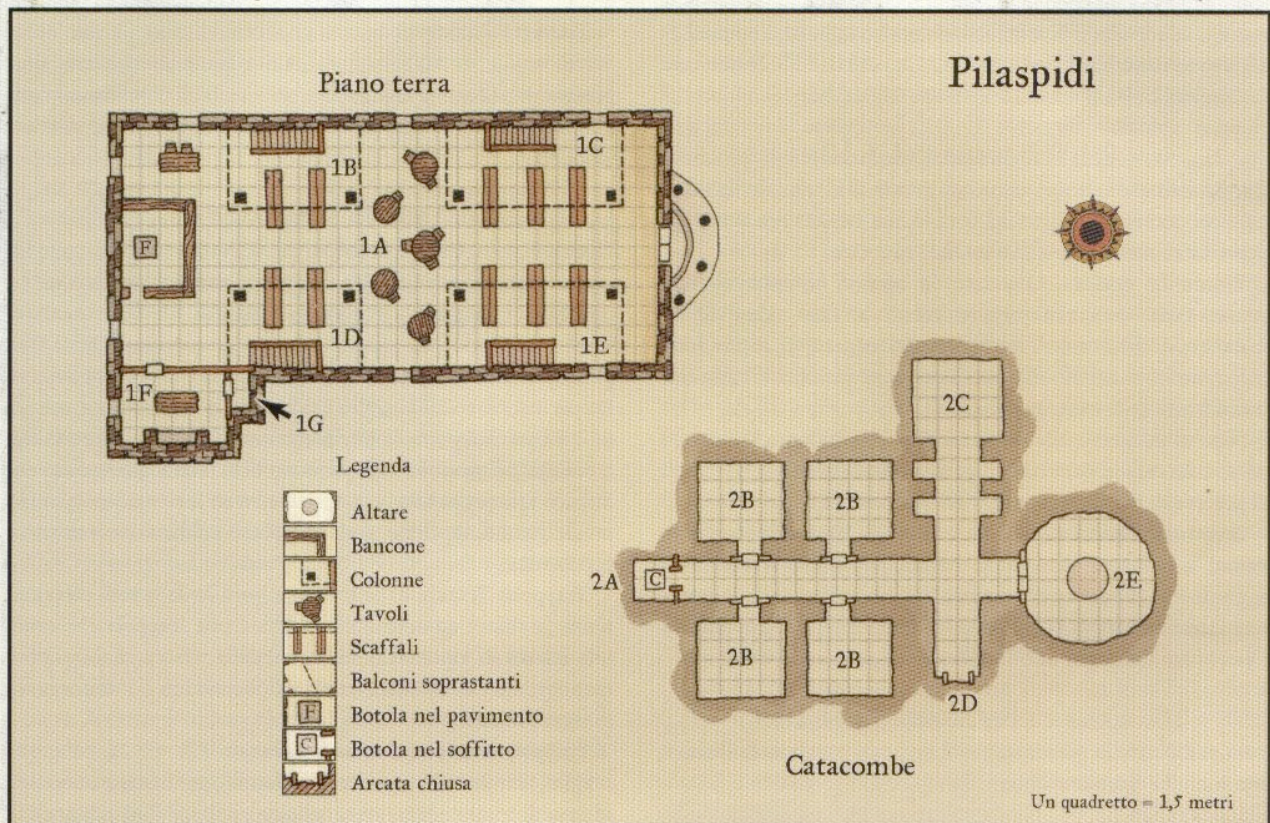 Pilaspidi
Piano terra
1B
1C
1A
F
1D
1E
1F
1G
Legenda
Altare
Bancone
Colonne
Tavoli
Scaffali
Balconi soprastanti
F
Botola nel pavimento
C
Botola nel soffitto
Arcata chiusa
2C
2B
2B
2A
C
2E
2B
2B
2D
Catacombe
Un quadretto = 1,5 metri